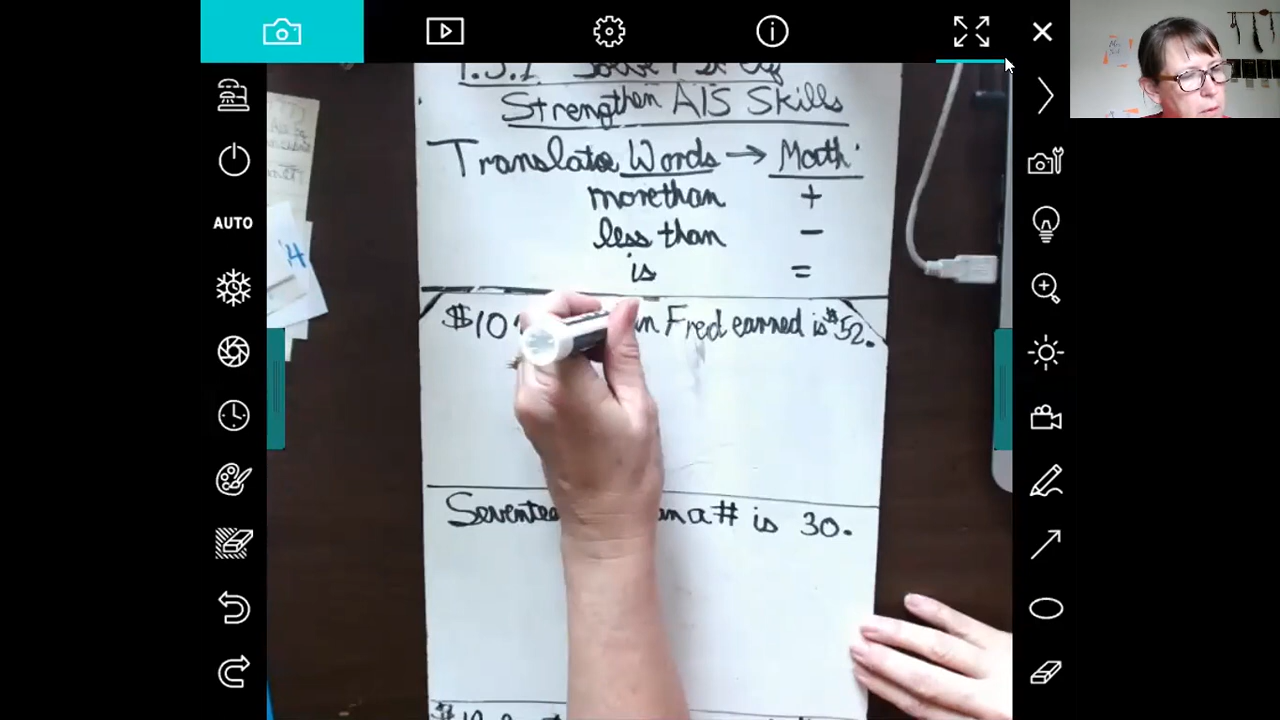 Strengthen AIS Skills
Translate Words → Math
more than +
less than −
is =
$10 Fred earned is $52.
a # is 30.
AUTO